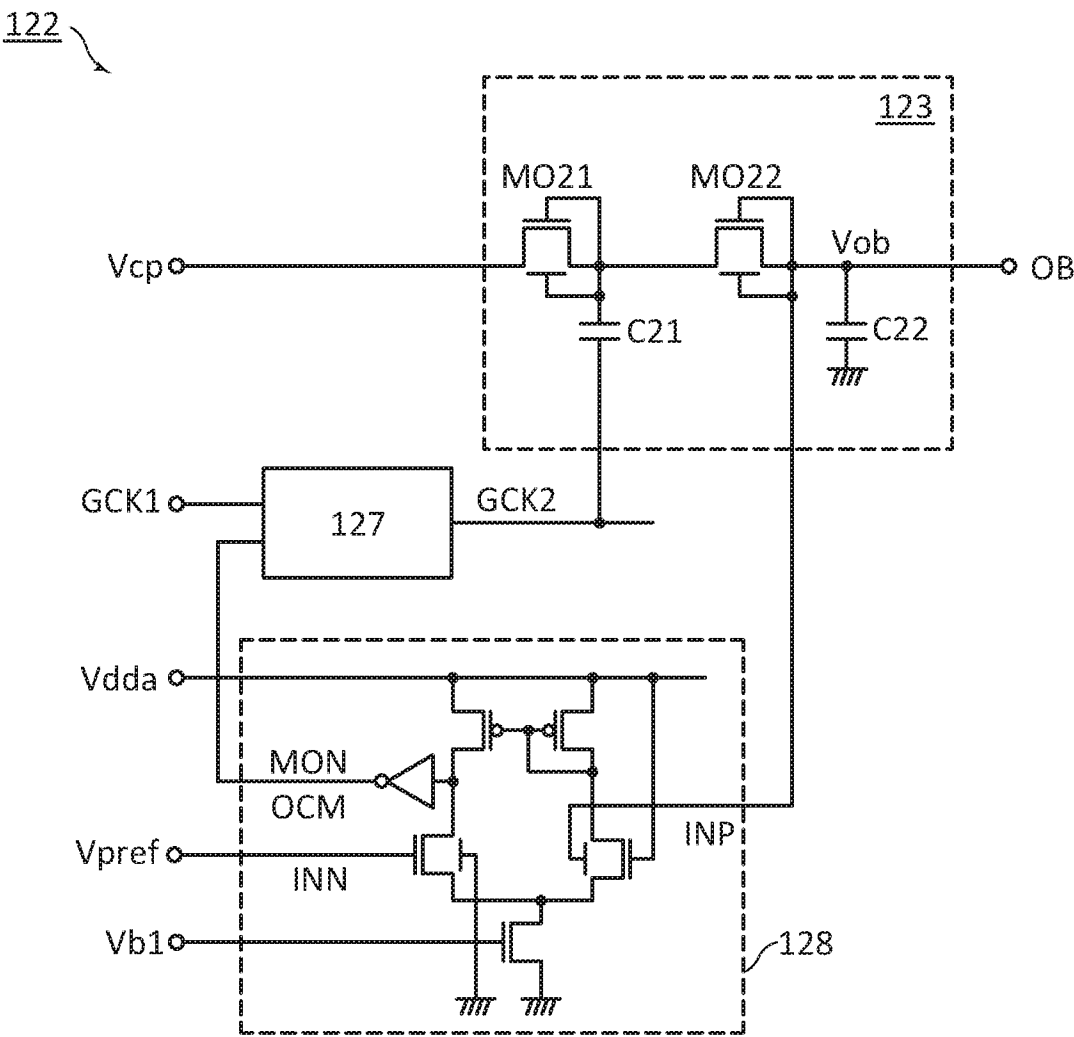 122
123
MO21
MO22
Vcp
Vob
OB
C21
C22
GCK1
GCK2
127
Vdda
MON
OCM
INP
Vpref
INN
Vb1
128